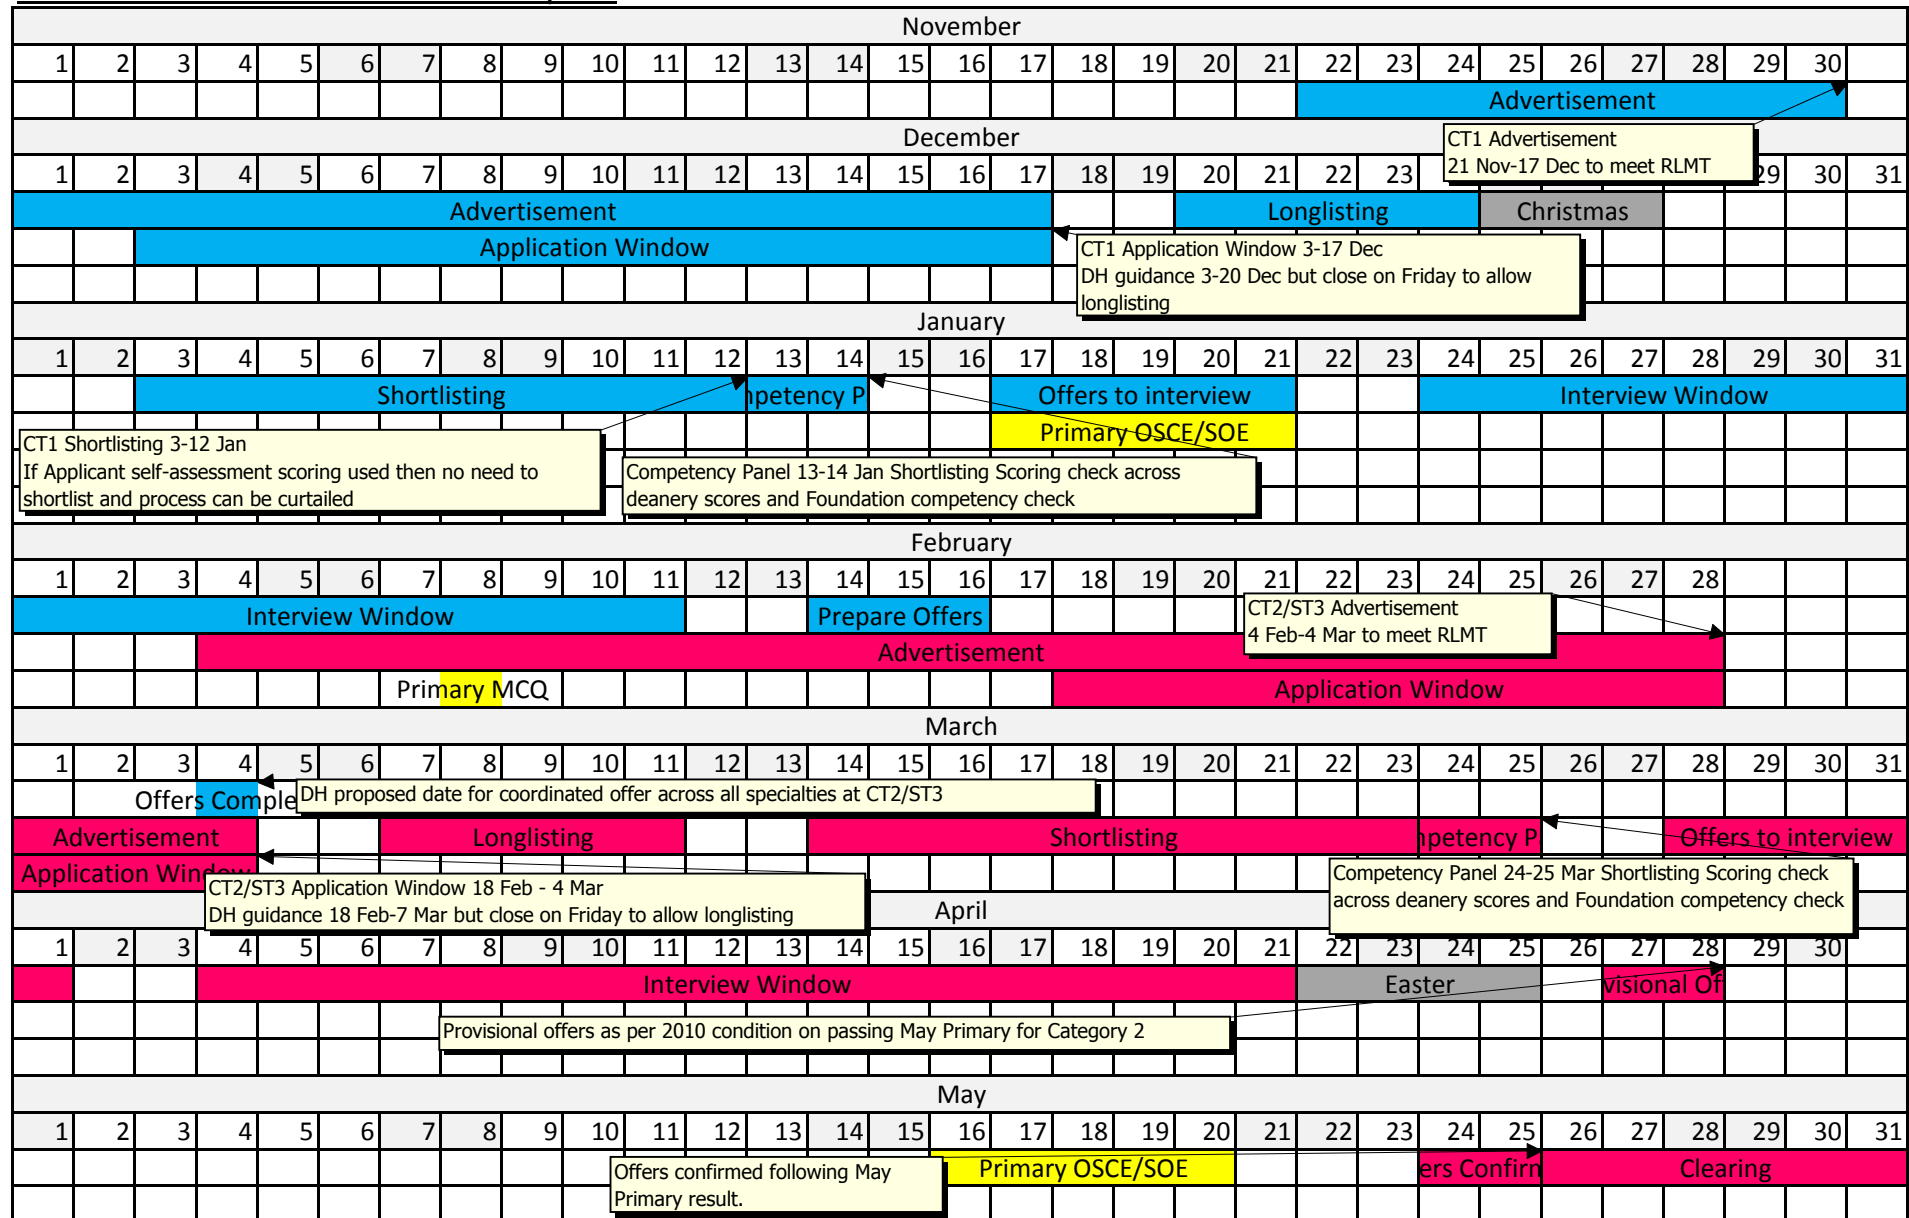 November
1 2 3 4 5 6 7 8 9 10 11 12 13 14 15 16 17 18 19 20 21 22 23 24 25 26 27 28 29 30
Advertisement
December
CT1 Advertisement
21 Nov-17 Dec to meet RLMT
1 2 3 4 5 6 7 8 9 10 11 12 13 14 15 16 17 18 19 20 21 22 23 29 30 31
Advertisement Longlisting Christmas
Application Window
CT1 Application Window 3-17 Dec
DH guidance 3-20 Dec but close on Friday to allow
longlisting
January
1 2 3 4 5 6 7 8 9 10 11 12 13 14 15 16 17 18 19 20 21 22 23 24 25 26 27 28 29 30 31
Shortlisting npetency P Offers to interview Interview Window
Primary OSCE/SOE
CT1 Shortlisting 3-12 Jan
If Applicant self-assessment scoring used then no need to
shortlist and process can be curtailed
Competency Panel 13-14 Jan Shortlisting Scoring check across
deanery scores and Foundation competency check
February
1 2 3 4 5 6 7 8 9 10 11 12 13 14 15 16 17 18 19 20 21 22 23 24 25 26 27 28
Interview Window Prepare Offers
CT2/ST3 Advertisement
4 Feb-4 Mar to meet RLMT
Advertisement
Primary MCQ Application Window
March
1 2 3 4 5 6 7 8 9 10 11 12 13 14 15 16 17 18 19 20 21 22 23 24 25 26 27 28 29 30 31
Offers Comple
DH proposed date for coordinated offer across all specialties at CT2/ST3
Advertisement Longlisting Shortlisting npetency P Offers to interview
Application Window
CT2/ST3 Application Window 18 Feb - 4 Mar
DH guidance 18 Feb-7 Mar but close on Friday to allow longlisting
Competency Panel 24-25 Mar Shortlisting Scoring check
across deanery scores and Foundation competency check
April
1 2 3 4 5 6 7 8 9 10 11 12 13 14 15 16 17 18 19 20 21 22 23 24 25 26 27 28 29 30
Interview Window Easter visional Of
Provisional offers as per 2010 condition on passing May Primary for Category 2
May
1 2 3 4 5 6 7 8 9 10 11 12 13 14 15 16 17 18 19 20 21 22 23 24 25 26 27 28 29 30 31
Primary OSCE/SOE ers Confirn Clearing
Offers confirmed following May
Primary result.